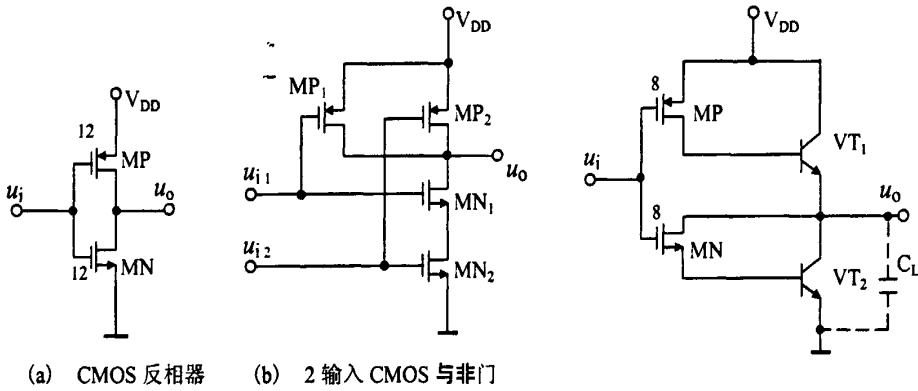 V_DD
12
MP
u_i
u_o
12
MN
(a) CMOS 反相器
V_DD
MP₁
MP₂
u_o
u_i1
MN₁
u_i2
MN₂
(b) 2 输入 CMOS 与非门
V_DD
8
MP
VT₁
u_i
u_o
8
MN
C_L
VT₂